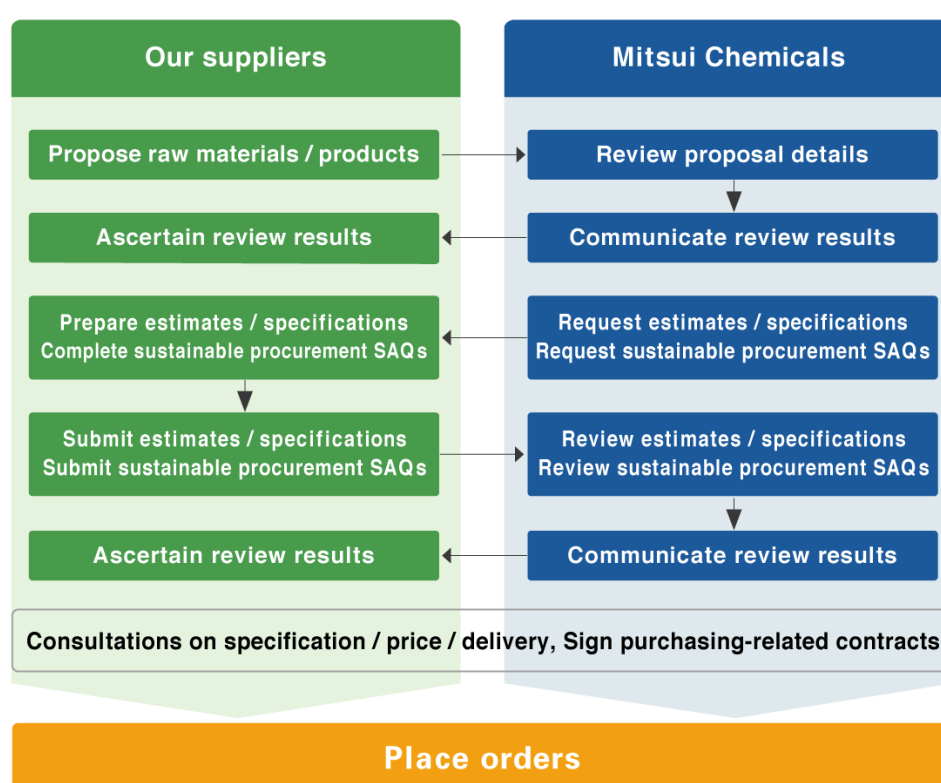 Our suppliers
Mitsui Chemicals
Propose raw materials / products
Review proposal details
Ascertain review results
Communicate review results
Prepare estimates / specifications
Complete sustainable procurement SAQs
Request estimates / specifications
Request sustainable procurement SAQs
Submit estimates / specifications
Submit sustainable procurement SAQs
Review estimates / specifications
Review sustainable procurement SAQs
Ascertain review results
Communicate review results
Consultations on specification / price / delivery, Sign purchasing-related contracts
Place orders